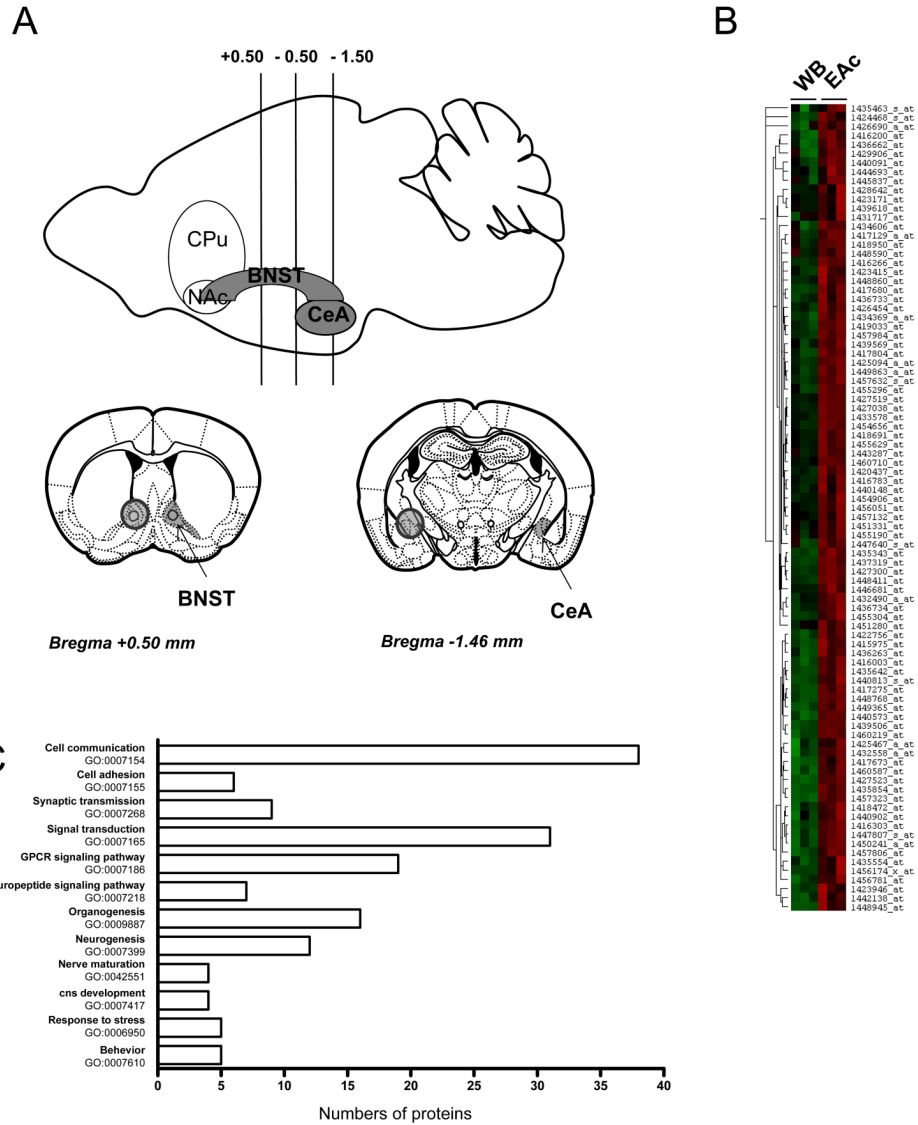 A
+0.50 - 0.50 - 1.50
CPu
BNST
NAc
CeA
BNST
CeA
Bregma +0.50 mm
Bregma -1.46 mm
B
WB EAc
1435463_s_at
1424468_s_at
1426690_a_at
1416200_at
1436662_at
1429906_at
1440091_at
1444693_at
1445837_at
1428642_at
1423171_at
1439618_at
1431717_at
1434606_at
1417129_a_at
1418950_at
1448590_at
1416266_at
1423415_at
1448860_at
1417680_at
1436733_at
1426454_at
1434369_a_at
1419033_at
1457984_at
1439569_at
1417804_at
1425094_a_at
1449863_a_at
1457632_s_at
1455296_at
1427519_at
1427038_at
1433578_at
1454656_at
1418691_at
1455629_at
1443287_at
1460710_at
1420437_at
1416783_at
1440148_at
1454906_at
1456051_at
1457132_at
1451331_at
1455190_at
1447640_s_at
1435343_at
1437319_at
1427300_at
1448411_at
1446681_at
1432490_a_at
1436734_at
1455304_at
1451280_at
1422756_at
1415975_at
1436263_at
1416003_at
1435642_at
1440813_s_at
1417275_at
1448768_at
1449365_at
1440573_at
1439506_at
1460219_at
1425467_a_at
1432558_a_at
1417673_at
1460587_at
1427523_at
1435854_at
1457323_at
1418472_at
1440902_at
1416303_at
1447807_s_at
1450241_a_at
1457806_at
1435554_at
1456174_x_at
1456781_at
1423946_at
1442138_at
1448945_at
Cell communication
GO:0007154
Cell adhesion
GO:0007155
Synaptic transmission
GO:0007268
Signal transduction
GO:0007165
GPCR signaling pathway
GO:0007186
uropeptide signaling pathway
GO:0007218
Organogenesis
GO:0009887
Neurogenesis
GO:0007399
Nerve maturation
GO:0042551
cns development
GO:0007417
Response to stress
GO:0006950
Behevior
GO:0007610
0 5 10 15 20 25 30 35 40
Numbers of proteins